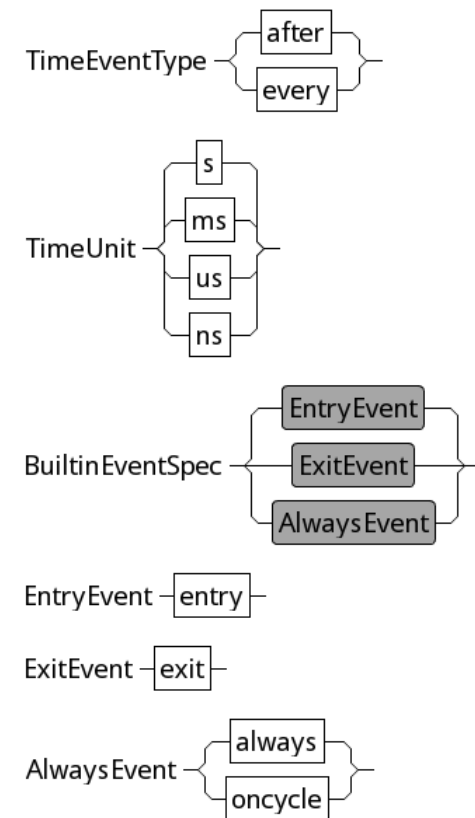 after
TimeEventType
every
s
ms
TimeUnit
us
ns
EntryEvent
BuiltinEventSpec ExitEvent
AlwaysEvent
EntryEvent entry
ExitEvent exit
always
AlwaysEvent
oncycle